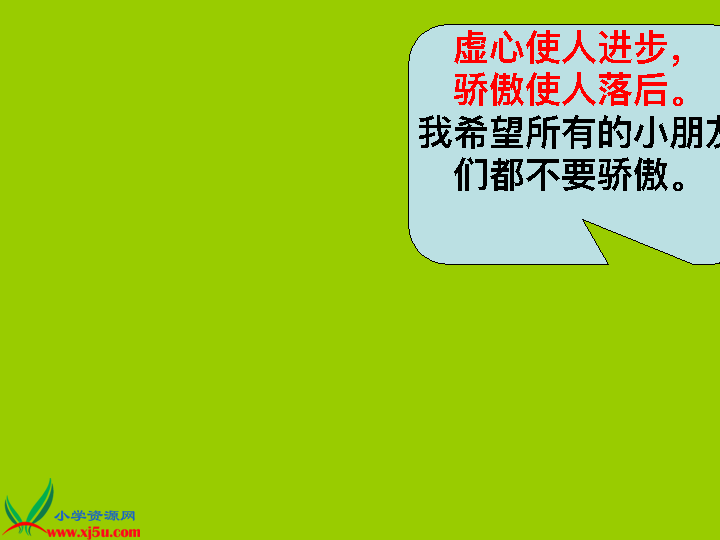 虚心使人进步，
骄傲使人落后。
我希望所有的小朋友
们都不要骄傲。
小学资源网
www.xj5u.com